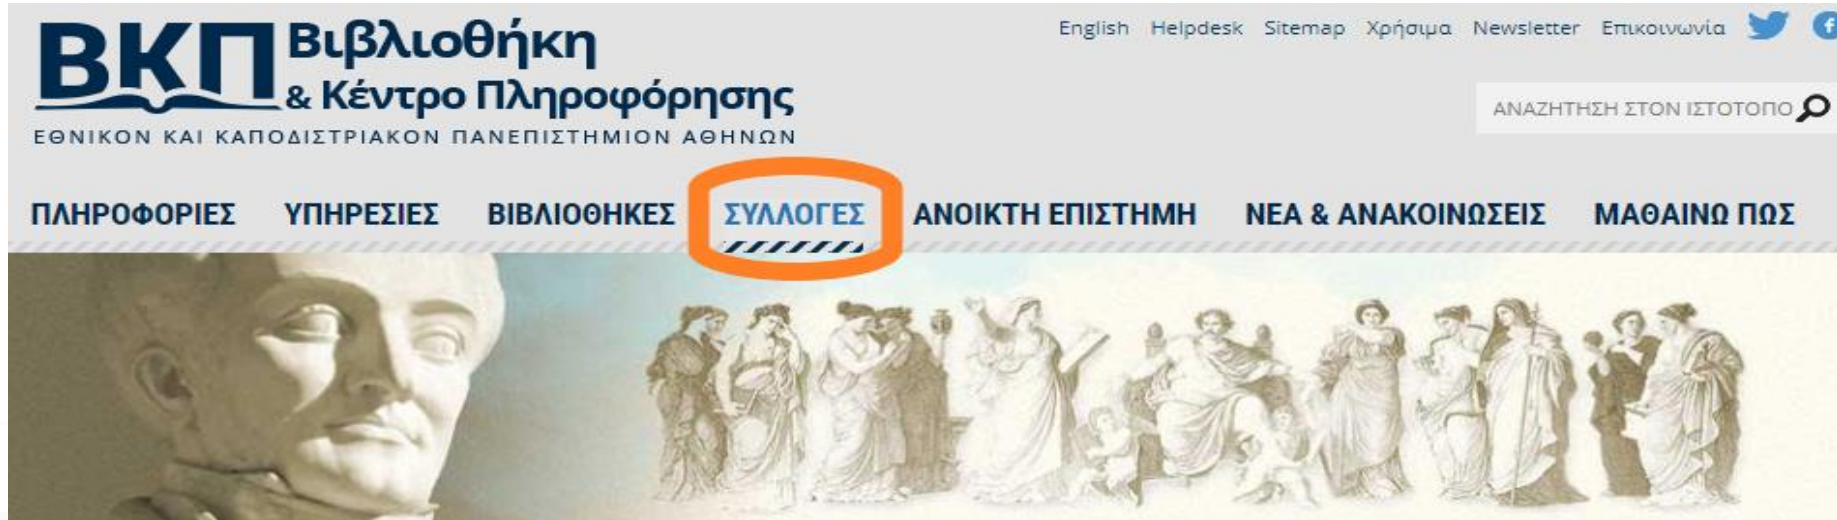 ΒΚΠ Βιβλιοθήκη
& Κέντρο Πληροφόρησης
ΕΘΝΙΚΟΝ ΚΑΙ ΚΑΠΟΔΙΣΤΡΙΑΚΟΝ ΠΑΝΕΠΙΣΤΗΜΙΟΝ ΑΘΗΝΩΝ
English Helpdesk Sitemap Χρήσιμα Newsletter Επικοινωνία
ΑΝΑΖΗΤΗΣΗ ΣΤΟΝ ΙΣΤΟΤΟΠΟ
ΠΛΗΡΟΦΟΡΙΕΣ ΥΠΗΡΕΣΙΕΣ ΒΙΒΛΙΟΘΗΚΕΣ ΣΥΛΛΟΓΕΣ ΑΝΟΙΚΤΗ ΕΠΙΣΤΗΜΗ ΝΕΑ & ΑΝΑΚΟΙΝΩΣΕΙΣ ΜΑΘΑΙΝΩ ΠΩΣ